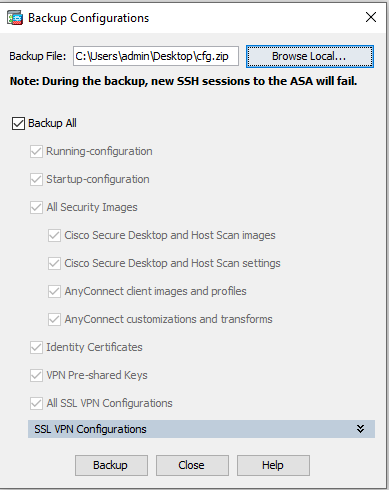 Backup Configurations
Backup File: C:\Users\admin\Desktop\cfg.zip Browse Local...
Note: During the backup, new SSH sessions to the ASA will fail.
Backup All
Running-configuration
Startup-configuration
All Security Images
Cisco Secure Desktop and Host Scan images
Cisco Secure Desktop and Host Scan settings
AnyConnect client images and profiles
AnyConnect customizations and transforms
Identity Certificates
VPN Pre-shared Keys
All SSL VPN Configurations
SSL VPN Configurations
Backup Close Help